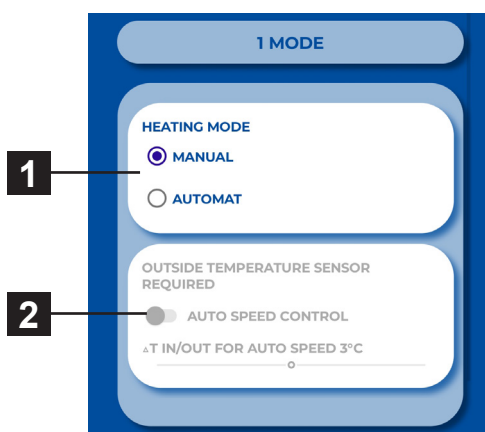 1 MODE
HEATING MODE
1
MANUAL
AUTOMAT
OUTSIDE TEMPERATURE SENSOR
REQUIRED
2
AUTO SPEED CONTROL
△T IN/OUT FOR AUTO SPEED 3°C